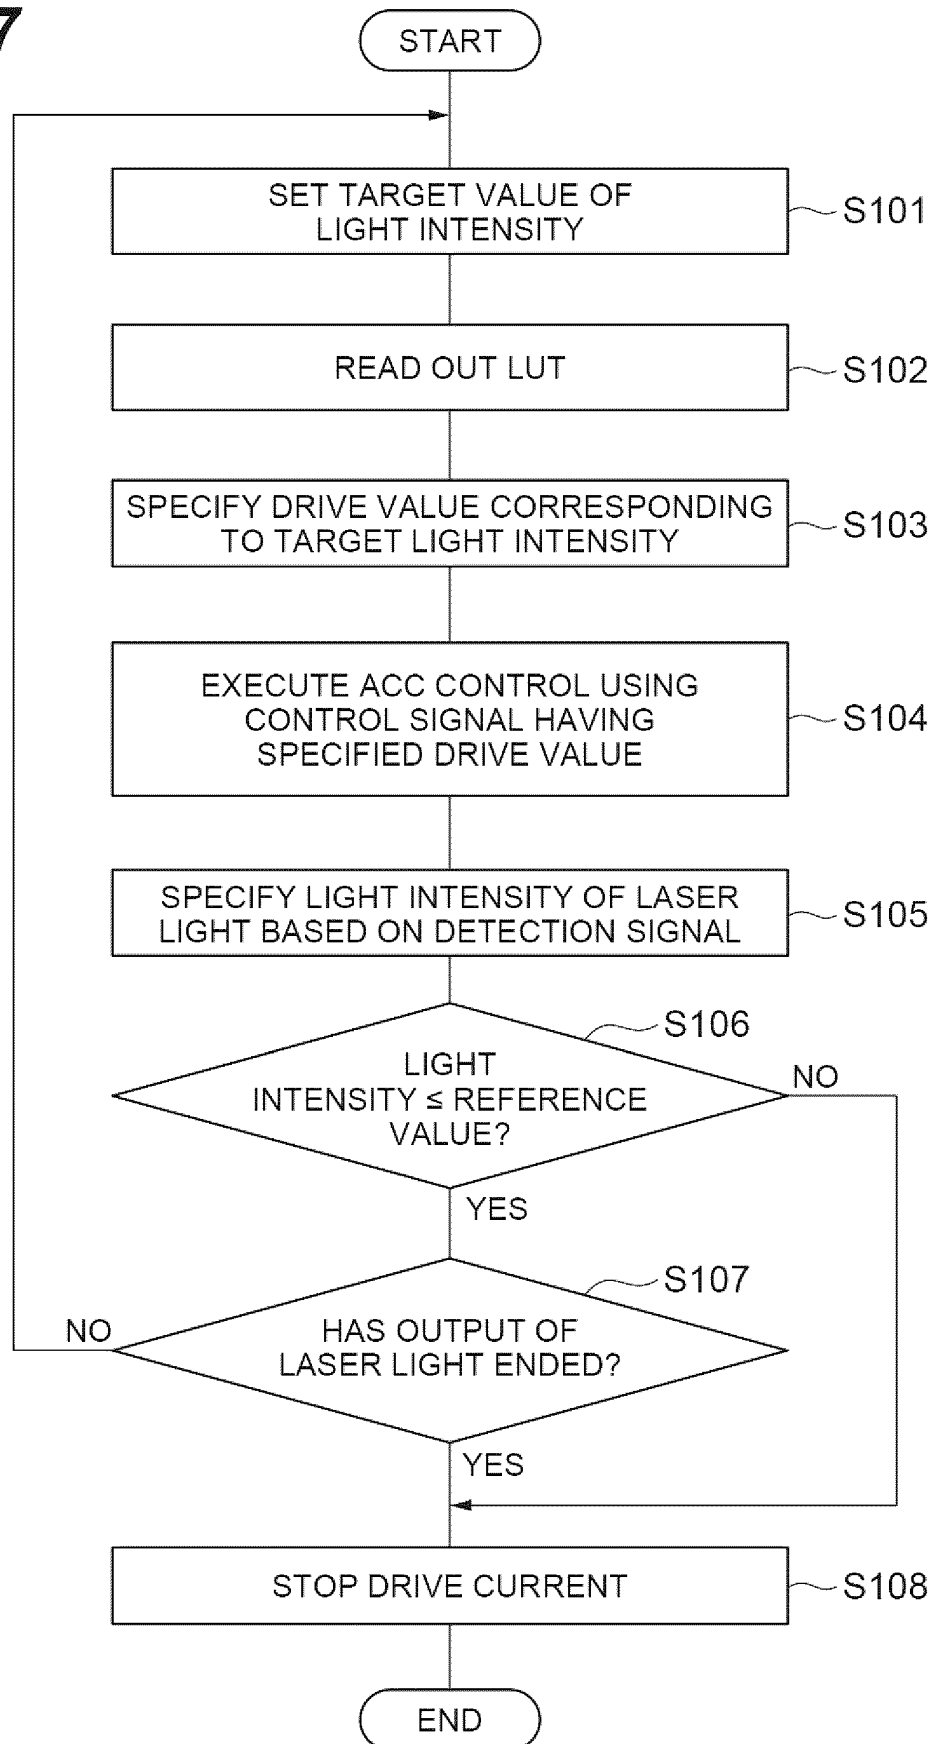 7
START
SET TARGET VALUE OF
LIGHT INTENSITY
S101
READ OUT LUT
S102
SPECIFY DRIVE VALUE CORRESPONDING
TO TARGET LIGHT INTENSITY
S103
EXECUTE ACC CONTROL USING
CONTROL SIGNAL HAVING
SPECIFIED DRIVE VALUE
S104
SPECIFY LIGHT INTENSITY OF LASER
LIGHT BASED ON DETECTION SIGNAL
S105
S106
LIGHT
INTENSITY ≤ REFERENCE
VALUE?
NO
YES
S107
HAS OUTPUT OF
LASER LIGHT ENDED?
NO
YES
STOP DRIVE CURRENT
S108
END